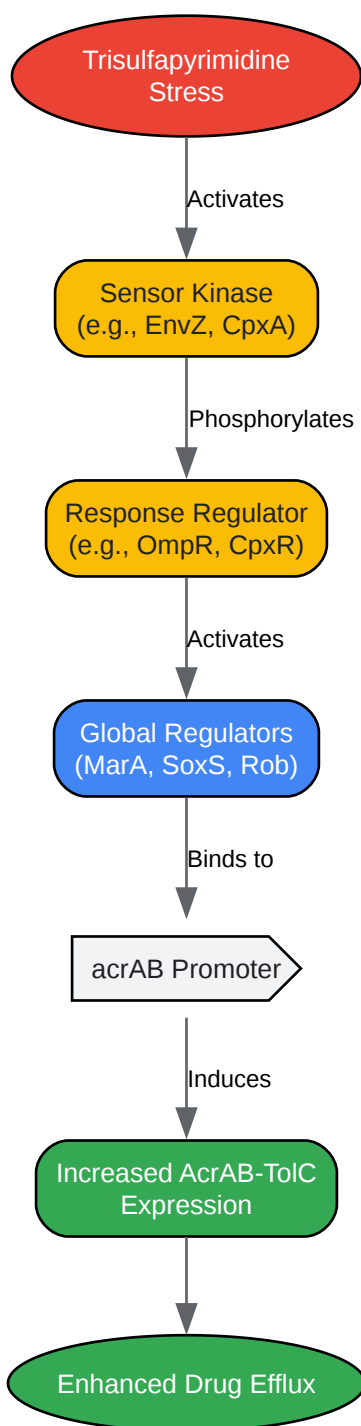 Trisulfapyrimidine
Stress
Activates
Sensor Kinase
(e.g., EnvZ, CpxA)
Phosphorylates
Response Regulator
(e.g., OmpR, CpxR)
Activates
Global Regulators
(MarA, SoxS, Rob)
Binds to
acrAB Promoter
Induces
Increased AcrAB-TolC
Expression
Enhanced Drug Efflux